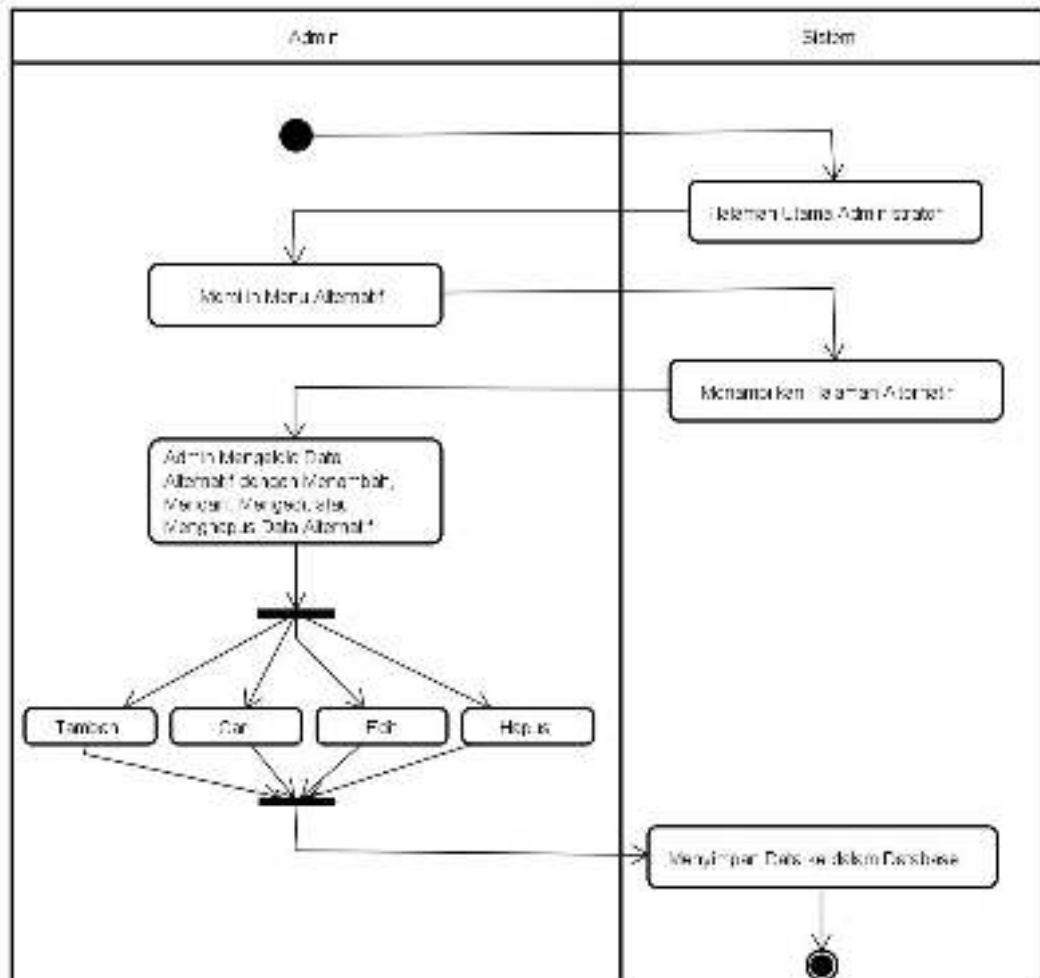 Admin
Sistem
Halaman Utama Administrator
Memilih Menu Alternatif
Menampilkan Halaman Alternatif
Admin Mengelola Data
Alternatif dengan Menambah,
Mencari, Mengedit atau
Menghapus Data Alternatif
Tambah
Cari
Edit
Hapus
Menyimpan Data ke dalam Database